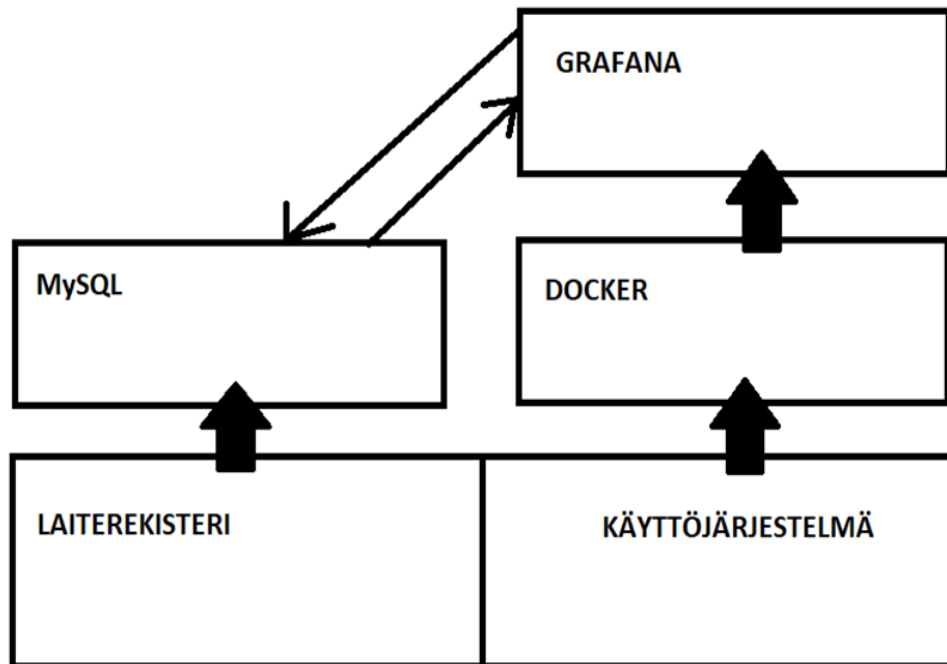 GRAFANA
MySQL
DOCKER
LAITEREKISTERI
KÄYTTÖJÄRJESTELMÄ